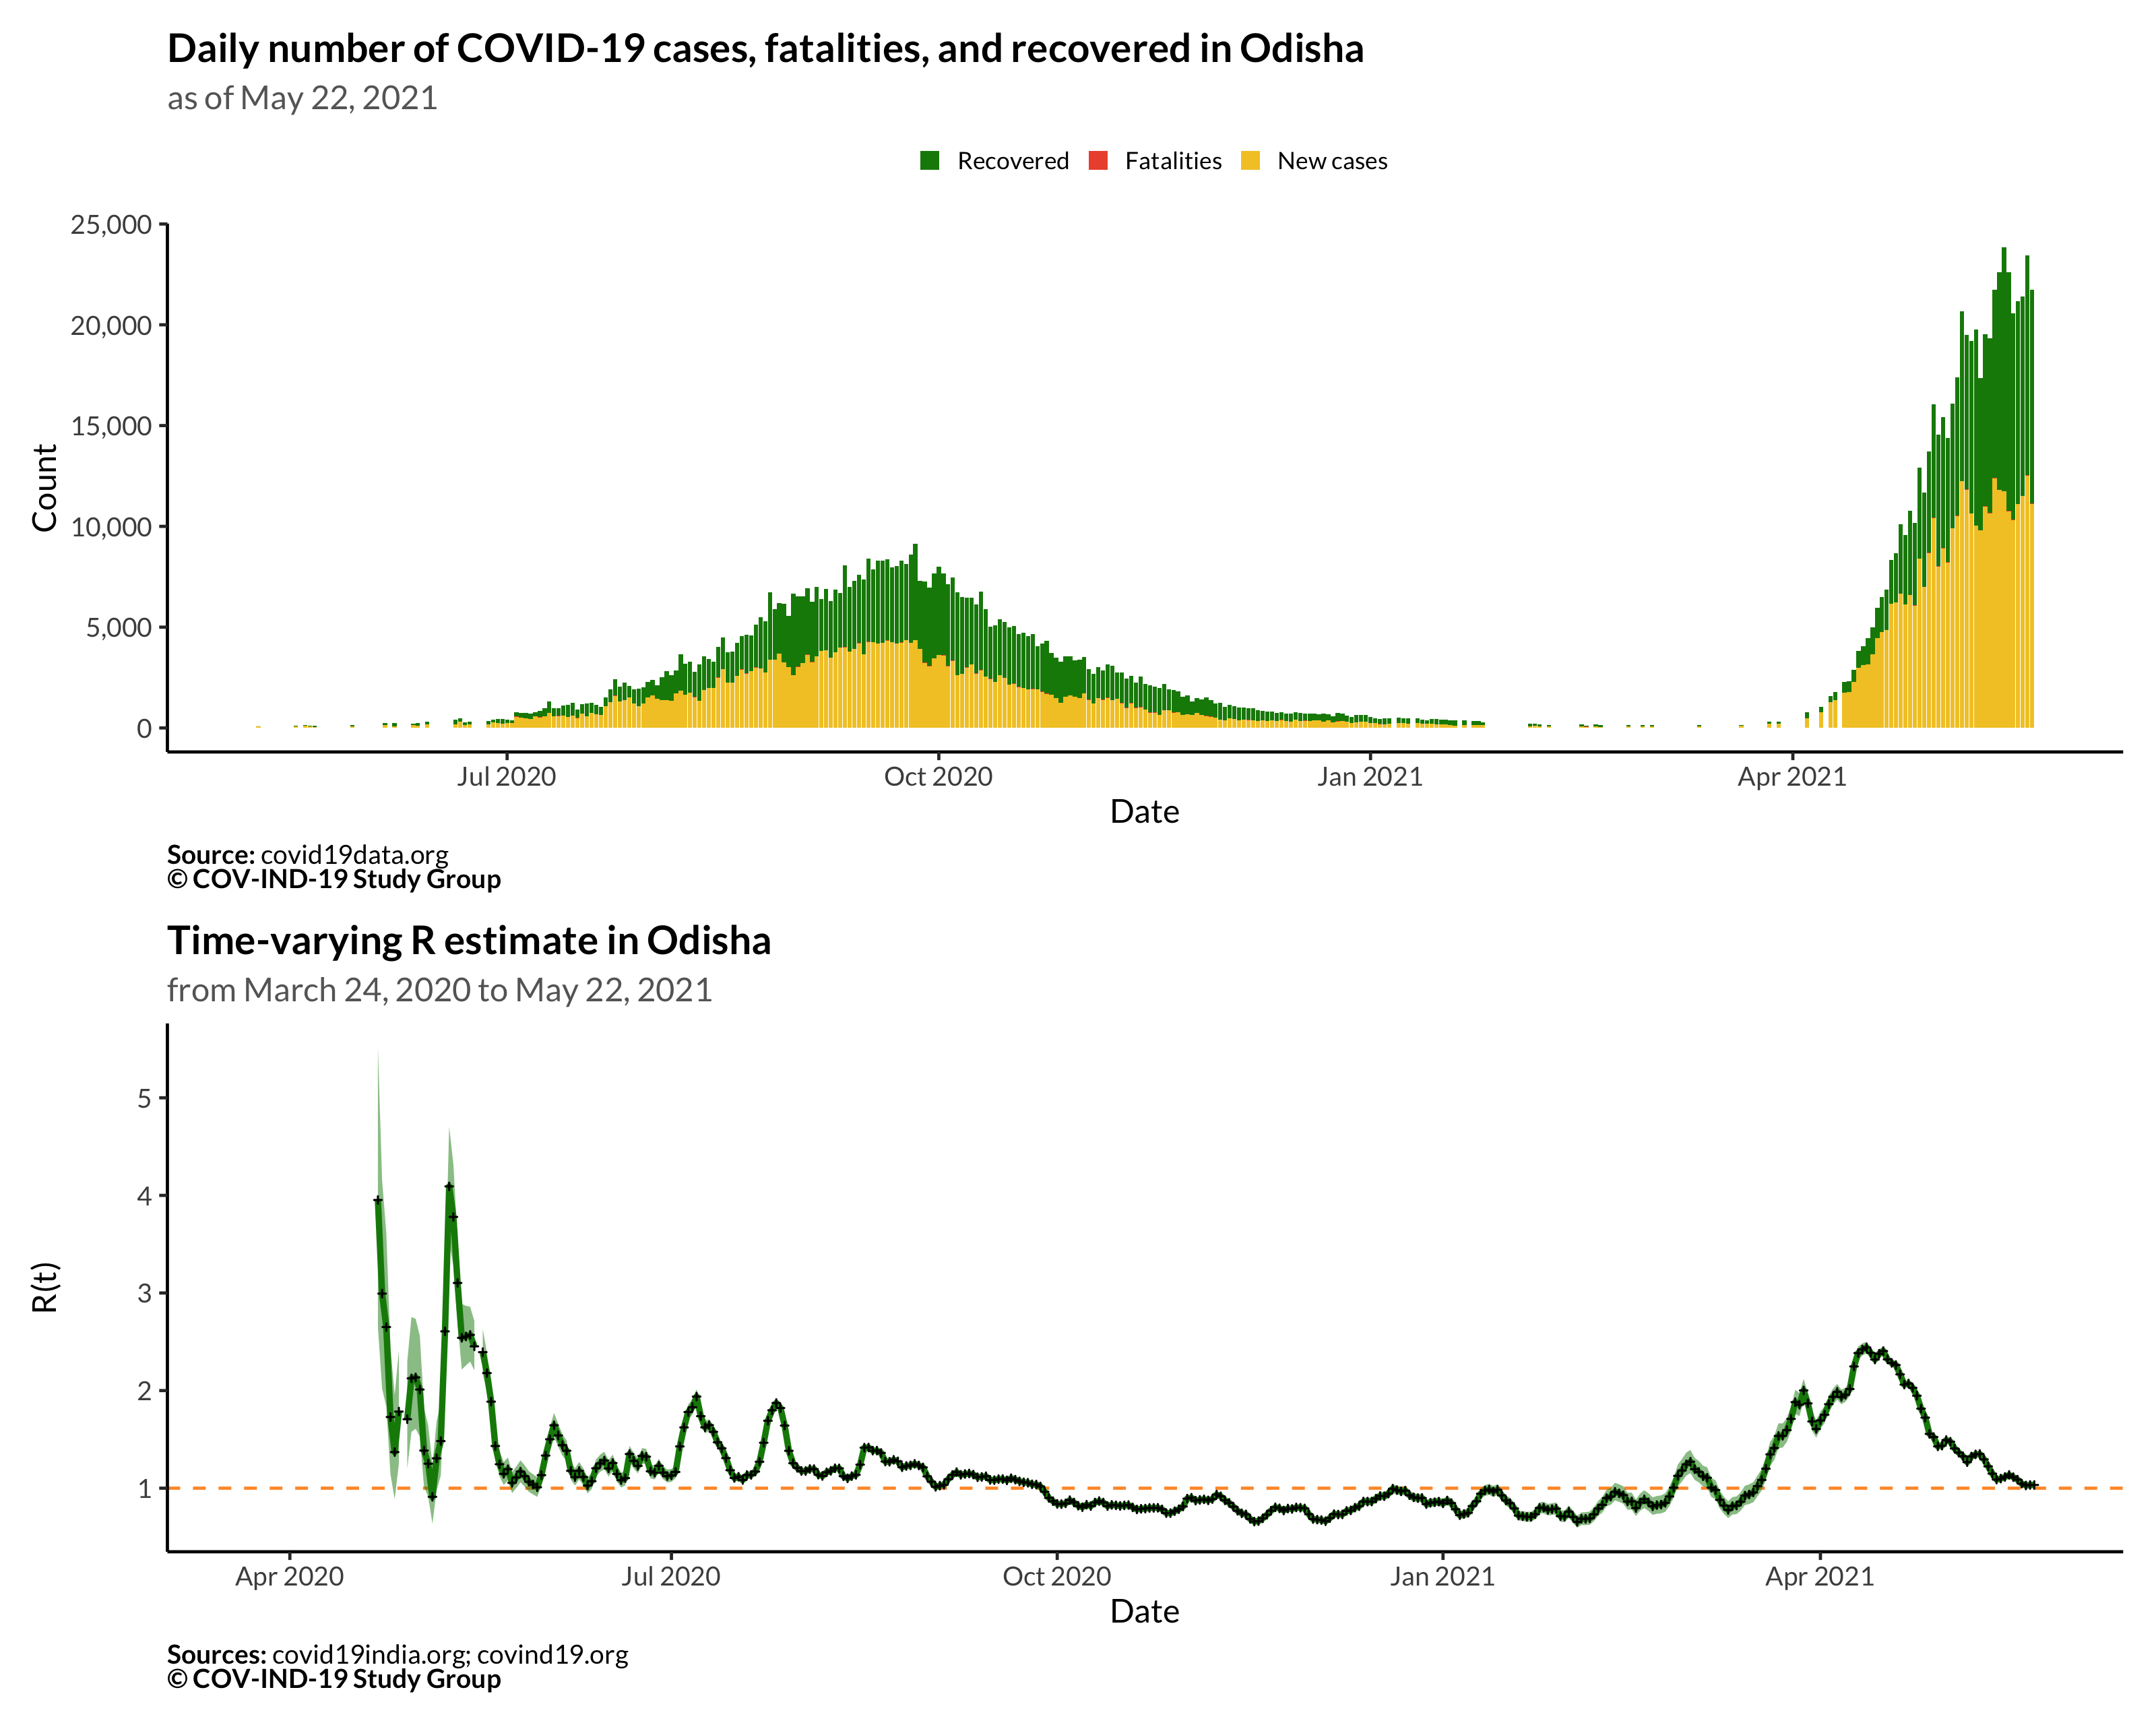 Daily number of COVID-19 cases, fatalities, and recovered in Odisha
as of May 22, 2021
Recovered Fatalities New cases
25,000
20,000
15,000
10,000
5,000
0
Count
Jul 2020 Oct 2020 Jan 2021 Apr 2021
Date
Source: covid19data.org
© COV-IND-19 Study Group
Time-varying R estimate in Odisha
from March 24, 2020 to May 22, 2021
5
4
3
2
1
R(t)
Apr 2020 Jul 2020 Oct 2020 Jan 2021 Apr 2021
Date
Sources: covid19india.org; covind19.org
© COV-IND-19 Study Group